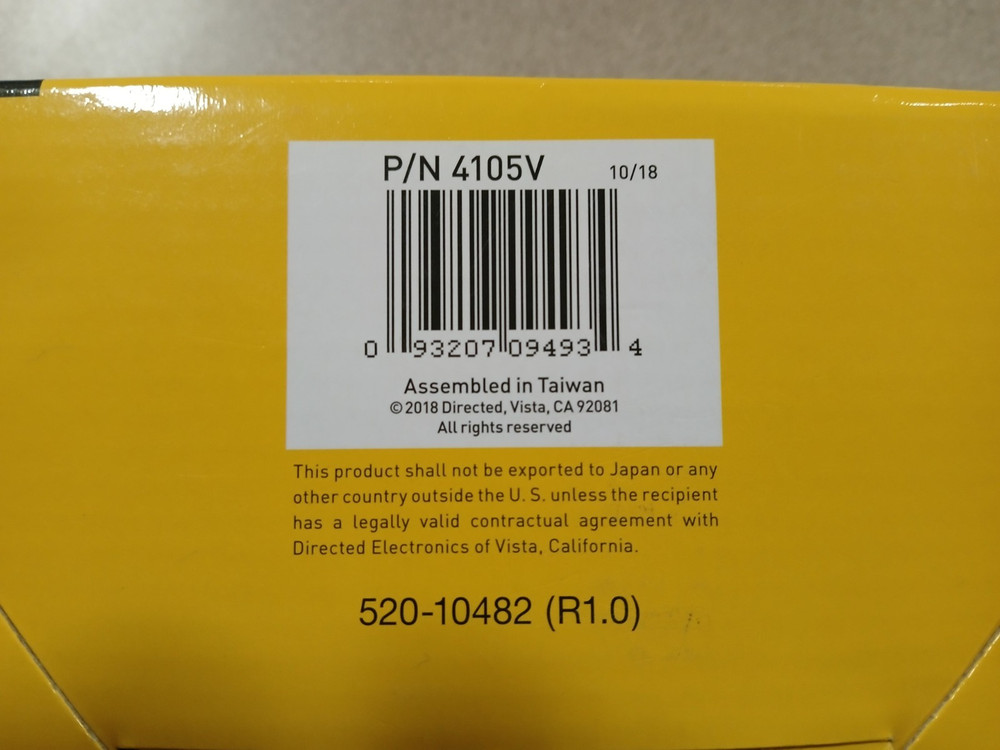 P/N 4105V 10/18
0 93207 09493 4
Assembled in Taiwan
©2018 Directed, Vista, CA 92081
All rights reserved
This product shall not be exported to Japan or any
other country outside the U. S. unless the recipient
has a legally valid contractual agreement with
Directed Electronics of Vista, California.
520-10482 (R1.0)